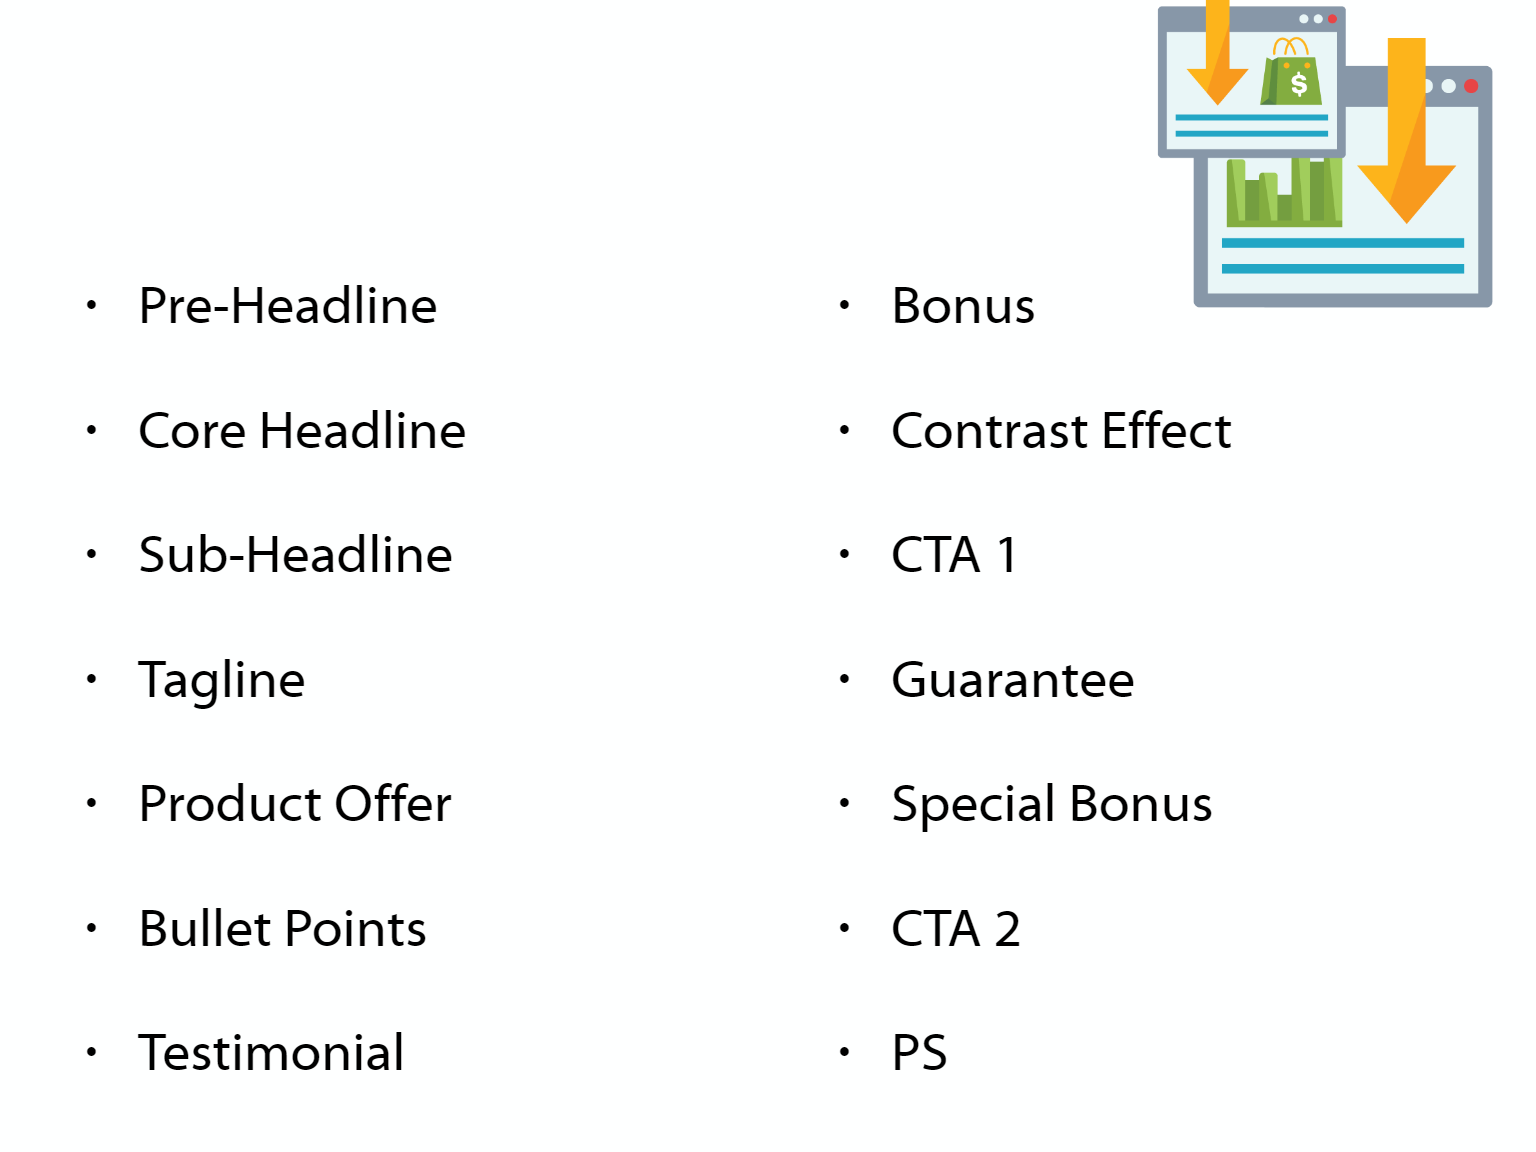 • Pre-Headline
• Core Headline
• Sub-Headline
• Tagline
• Product Offer
• Bullet Points
• Testimonial
• Bonus
• Contrast Effect
• CTA 1
• Guarantee
• Special Bonus
• CTA 2
• PS
$